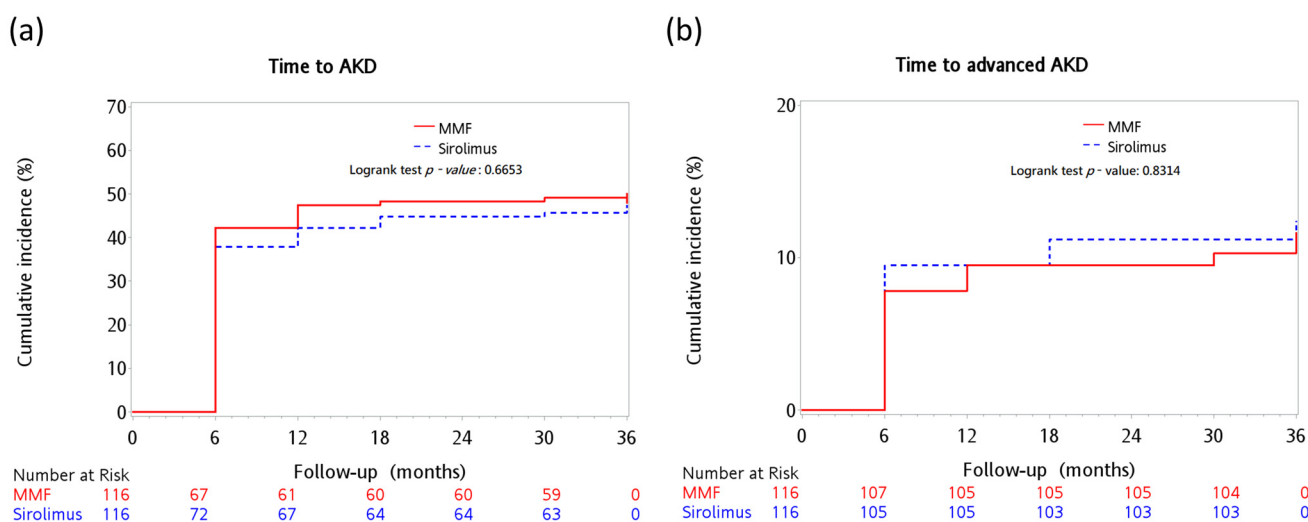 (a)
Time to AKD
70
60
50
40
30
20
10
0
Cumulative incidence (%)
MMF
Sirolimus
Logrank test p - value : 0.6653
0 6 12 18 24 30 36
Follow-up (months)
Number at Risk
MMF 116 67 61 60 60 59 0
Sirolimus 116 72 67 64 64 63 0
(b)
Time to advanced AKD
20
10
0
Cumulative incidence (%)
MMF
Sirolimus
Logrank test p - value: 0.8314
0 6 12 18 24 30 36
Follow-up (months)
Number at Risk
MMF 116 107 105 105 105 104 0
Sirolimus 116 105 105 103 103 103 0